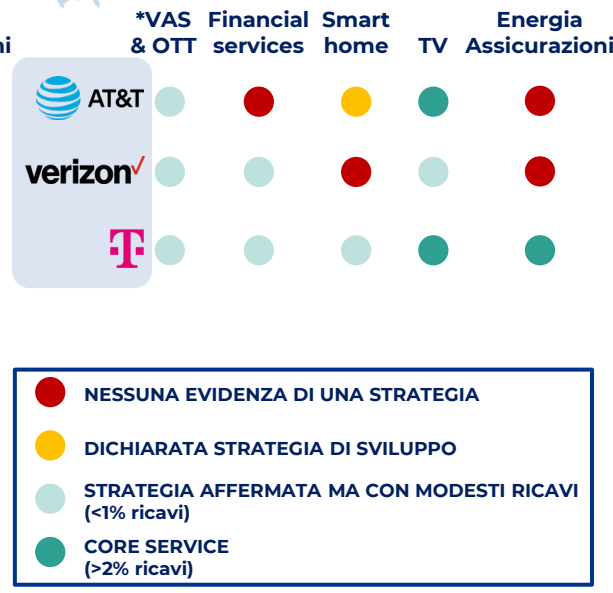 *VAS Financial Smart Energia
ni & OTT services home TV Assicurazioni
AT&T
verizon✓
T
NESSUNA EVIDENZA DI UNA STRATEGIA
DICHIARATA STRATEGIA DI SVILUPPO
STRATEGIA AFFERMATA MA CON MODESTI RICAVI
(<1% ricavi)
CORE SERVICE
(>2% ricavi)